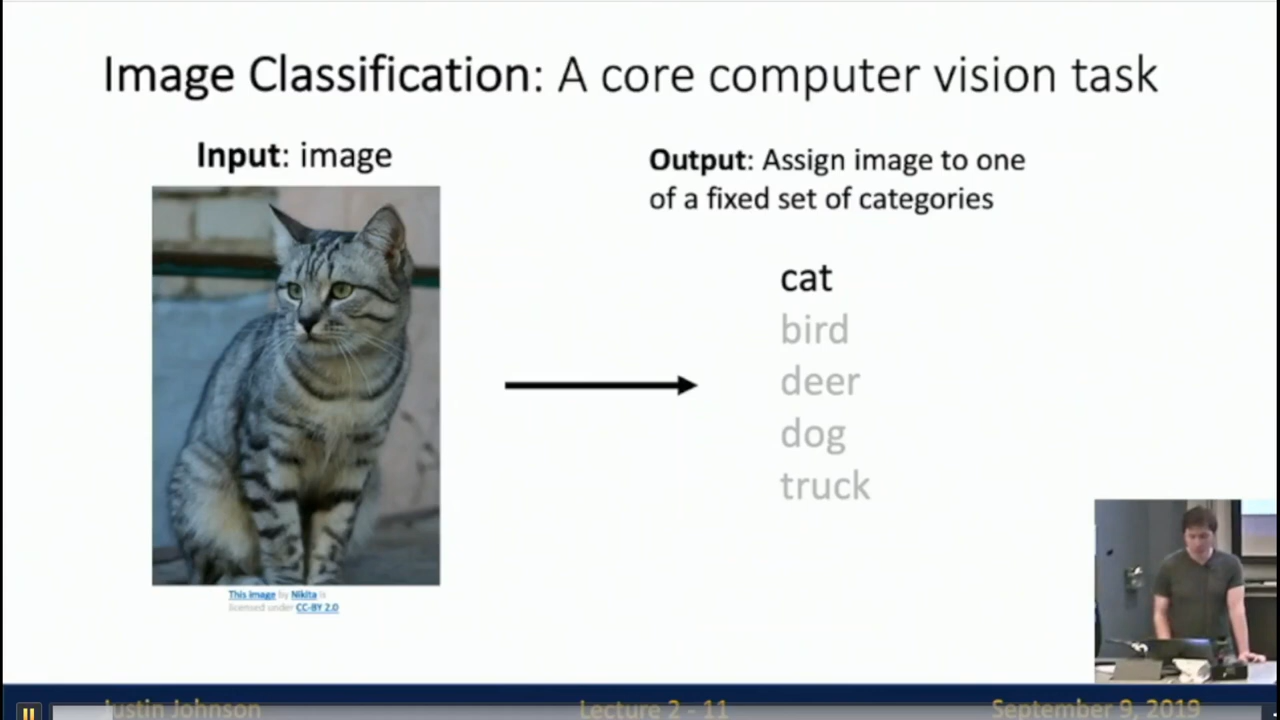 Image Classification: A core computer vision task
Input: image
Output: Assign image to one
of a fixed set of categories
cat
bird
deer
dog
truck
This image by Nikita is
licensed under CC-BY 2.0
Justin Johnson
Lecture 2 - 11
September 9, 2019